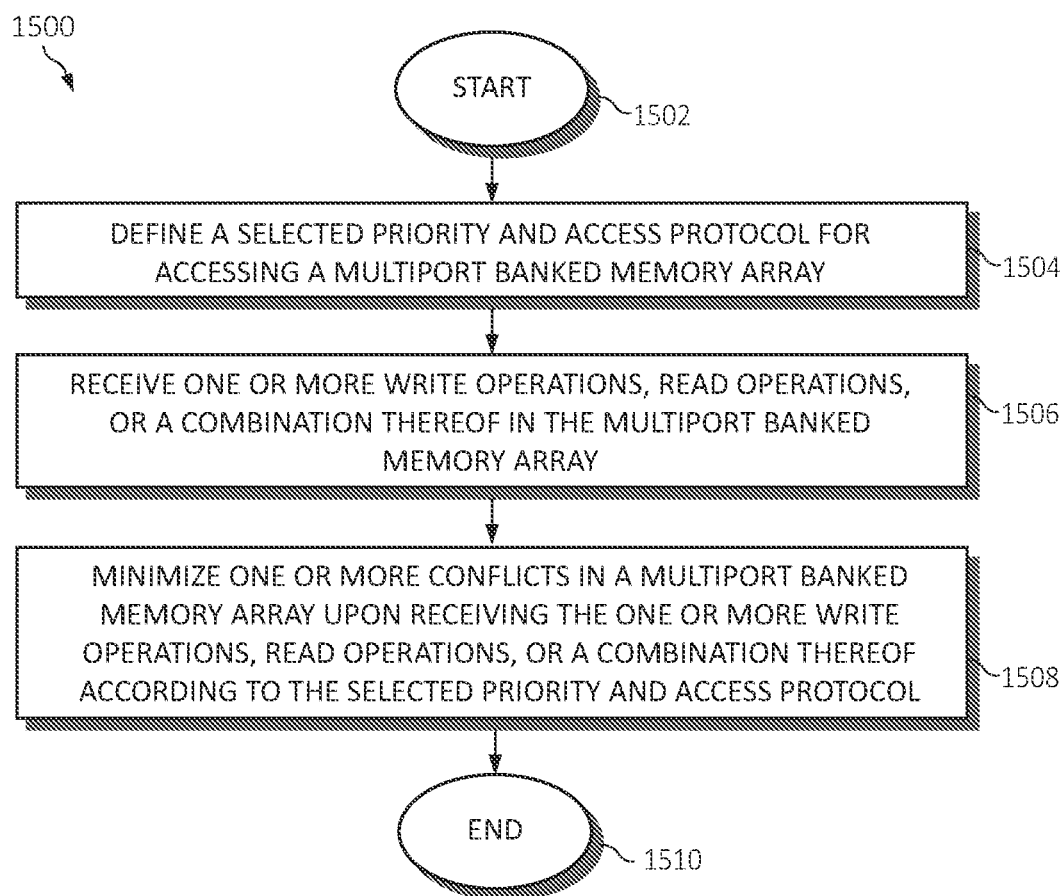 1500
START
1502
DEFINE A SELECTED PRIORITY AND ACCESS PROTOCOL FOR
ACCESSING A MULTIPORT BANKED MEMORY ARRAY
1504
RECEIVE ONE OR MORE WRITE OPERATIONS, READ OPERATIONS,
OR A COMBINATION THEREOF IN THE MULTIPORT BANKED
MEMORY ARRAY
1506
MINIMIZE ONE OR MORE CONFLICTS IN A MULTIPORT BANKED
MEMORY ARRAY UPON RECEIVING THE ONE OR MORE WRITE
OPERATIONS, READ OPERATIONS, OR A COMBINATION THEREOF
ACCORDING TO THE SELECTED PRIORITY AND ACCESS PROTOCOL
1508
END
1510